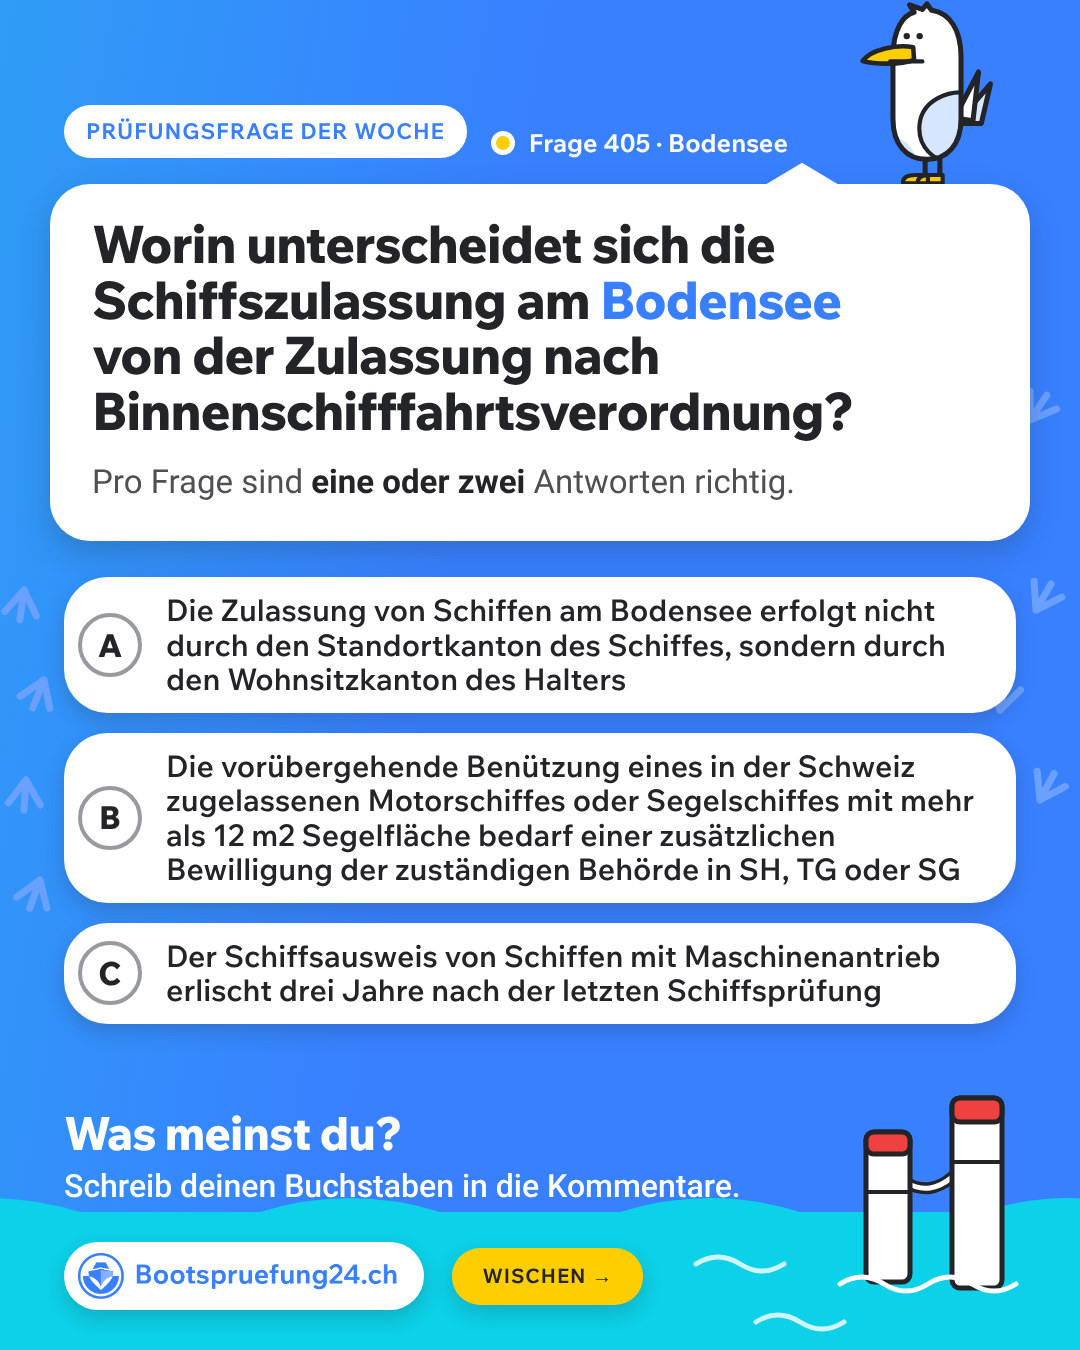 PRÜFUNGSFRAGE DER WOCHE
Frage 405 · Bodensee
Worin unterscheidet sich die
Schiffszulassung am Bodensee
von der Zulassung nach
Binnenschifffahrtsverordnung?
Pro Frage sind eine oder zwei Antworten richtig.
A
Die Zulassung von Schiffen am Bodensee erfolgt nicht
durch den Standortkanton des Schiffes, sondern durch
den Wohnsitzkanton des Halters
B
Die vorübergehende Benützung eines in der Schweiz
zugelassenen Motorschiffes oder Segelschiffes mit mehr
als 12 m2 Segelfläche bedarf einer zusätzlichen
Bewilligung der zuständigen Behörde in SH, TG oder SG
C
Der Schiffsausweis von Schiffen mit Maschinenantrieb
erlischt drei Jahre nach der letzten Schiffsprüfung
Was meinst du?
Schreib deinen Buchstaben in die Kommentare.
Bootspruefung24.ch
WISCHEN →